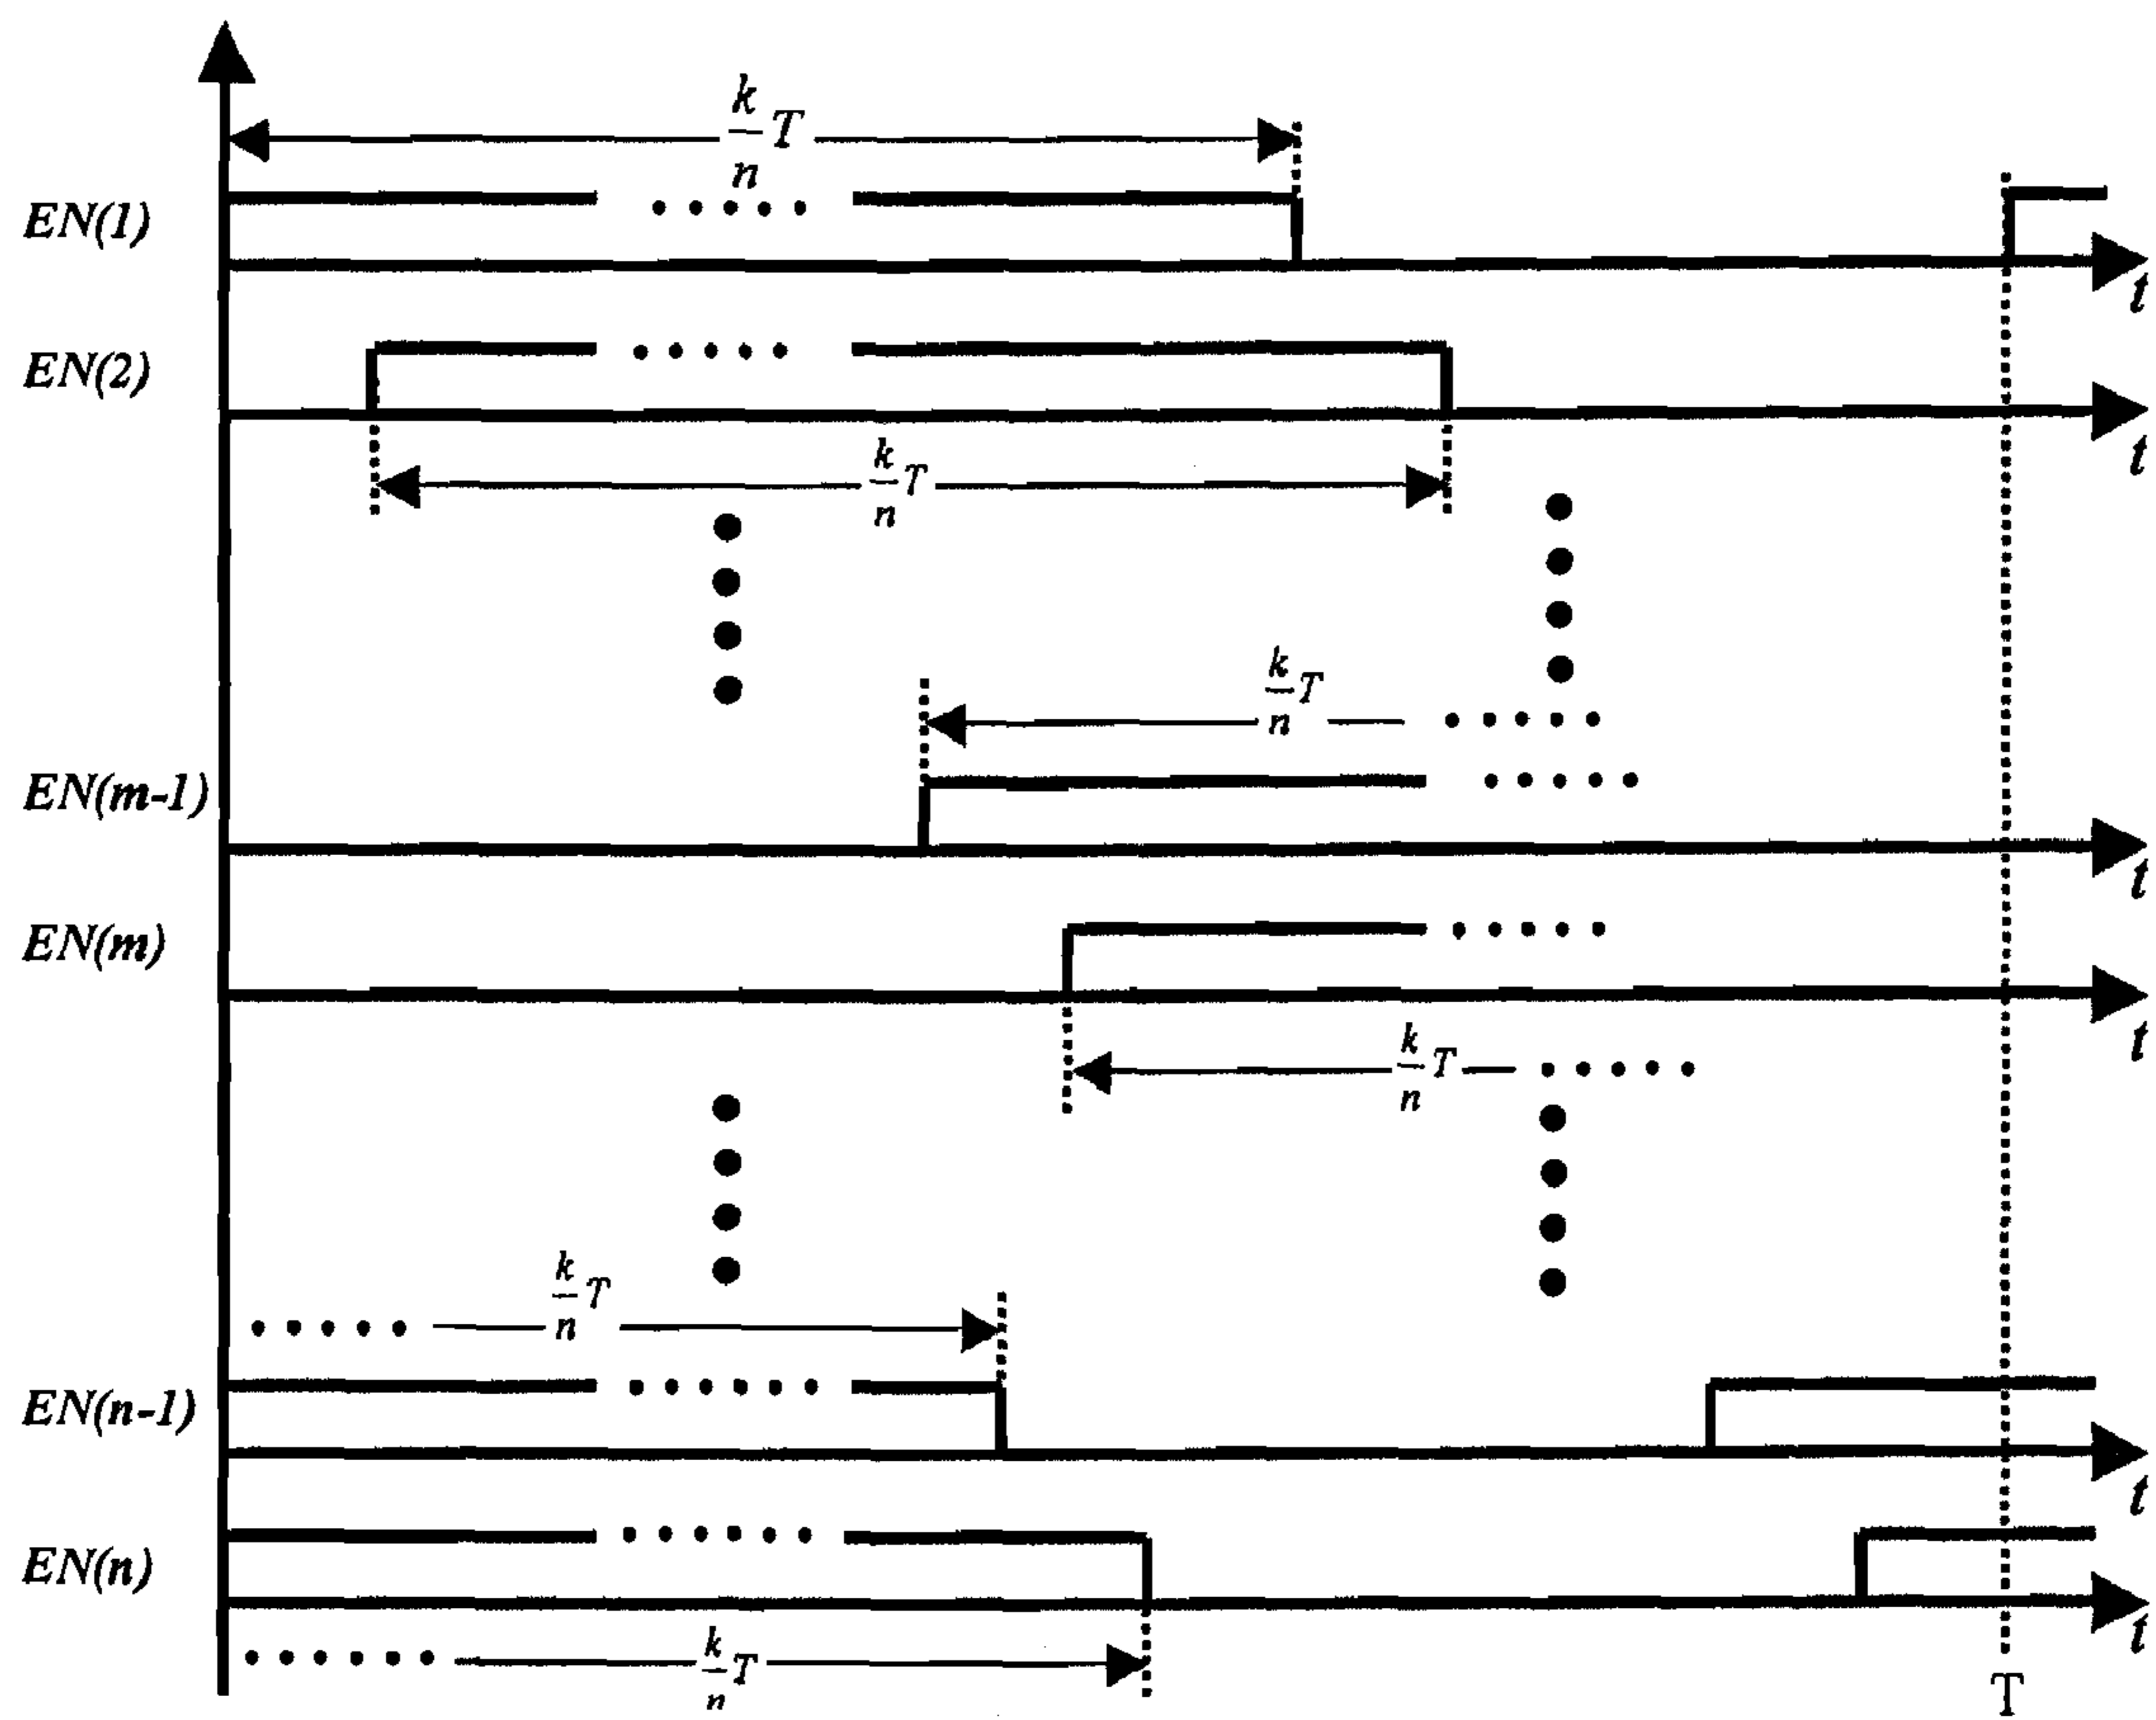 k/n T
EN(1)
t
EN(2)
t
k/n T
k/n T
EN(m-1)
t
EN(m)
t
k/n T
k/n T
EN(n-1)
t
EN(n)
t
k/n T
T